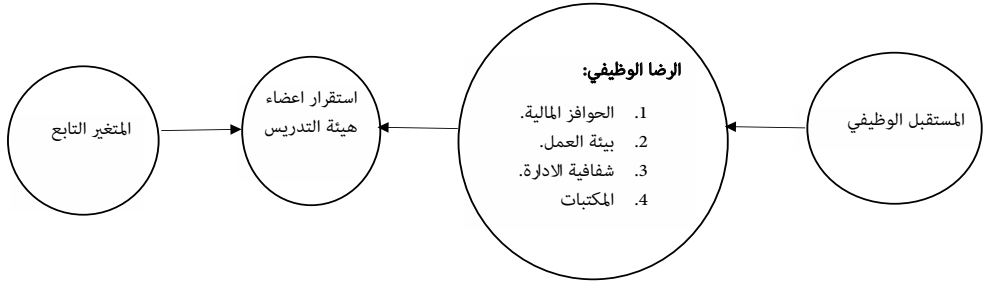 المستقبل الوظيفي
الرضا الوظيفي:
1. الحوافز المالية.
2. بيئة العمل.
3. شفافية الادارة.
4. المكتبات
استقرار اعضاء
هيئة التدريس
المتغير التابع